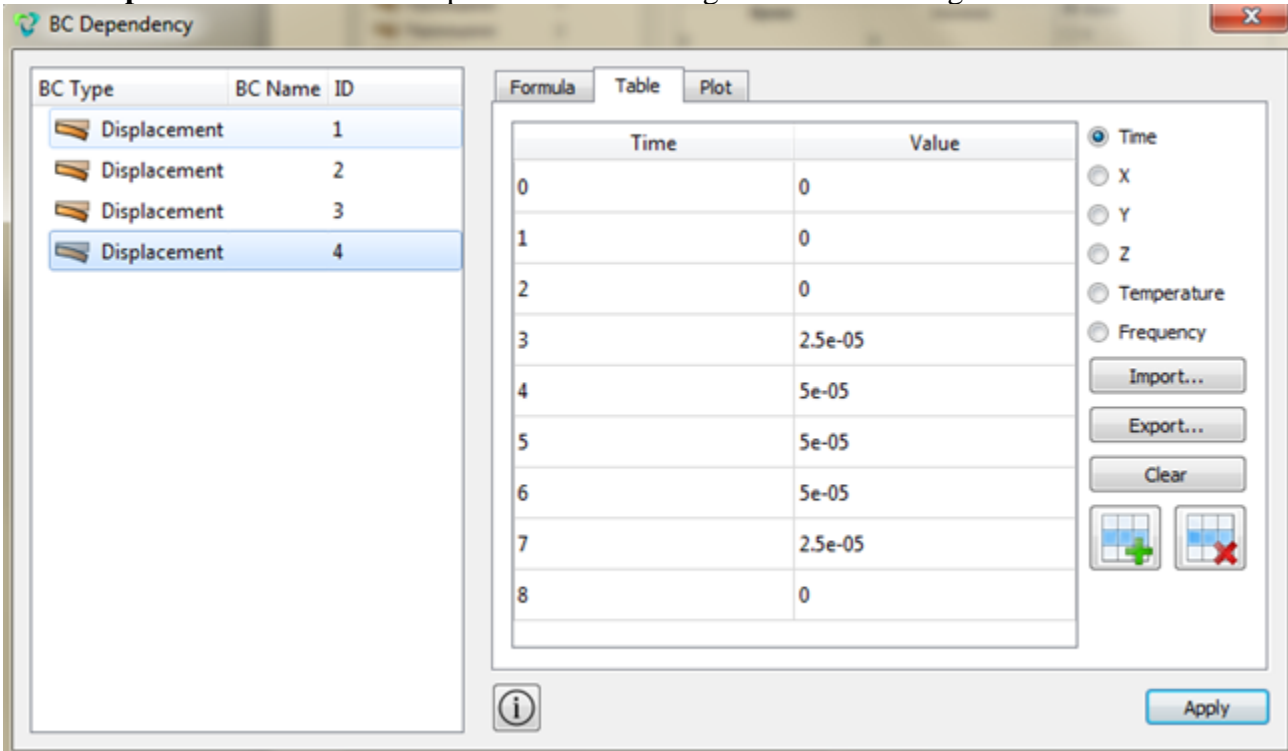 BC Dependency
BC Type BC Name ID
Displacement 1
Displacement 2
Displacement 3
Displacement 4
Formula Table Plot
Time Value
0 0
1 0
2 0
3 2.5e-05
4 5e-05
5 5e-05
6 5e-05
7 2.5e-05
8 0
Time
X
Y
Z
Temperature
Frequency
Import...
Export...
Clear
Apply